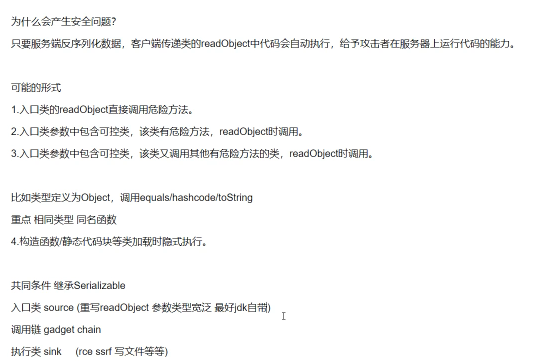 为什么会产生安全问题？
只要服务端反序列化数据，客户端传递类的readObject中代码会自动执行，给予攻击者在服务器上运行代码的能力。
可能的形式
1.入口类的readObject直接调用危险方法。
2.入口类参数中包含可控类，该类有危险方法，readObject时调用。
3.入口类参数中包含可控类，该类又调用其他有危险方法的类，readObject时调用。
比如类型定义为Object，调用equals/hashcode/toString
重点 相同类型 同名函数
4.构造函数/静态代码块等类加载时隐式执行。
共同条件 继承Serializable
入口类 source (重写readObject 参数类型宽泛 最好jdk自带)
调用链 gadget chain
执行类 sink （rce ssrf 写文件等等)